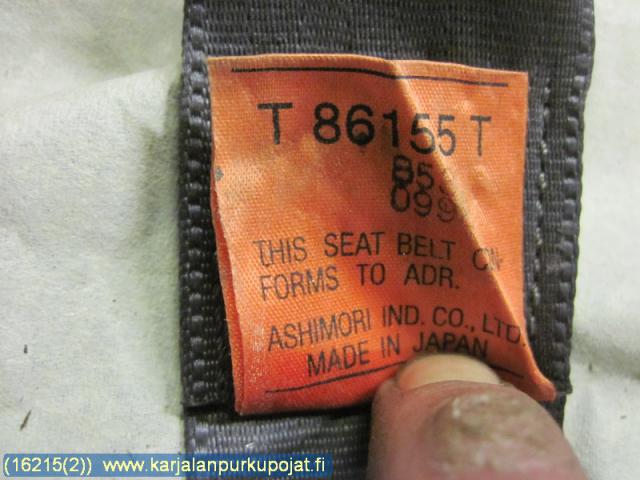 T 86155 T
THIS SEAT BELT
FORMS TO ADR.
ASHIMORI IND. CO., LTD.
MADE IN JAPAN
(16215(2)) www.karjalanpurkupojat.fi